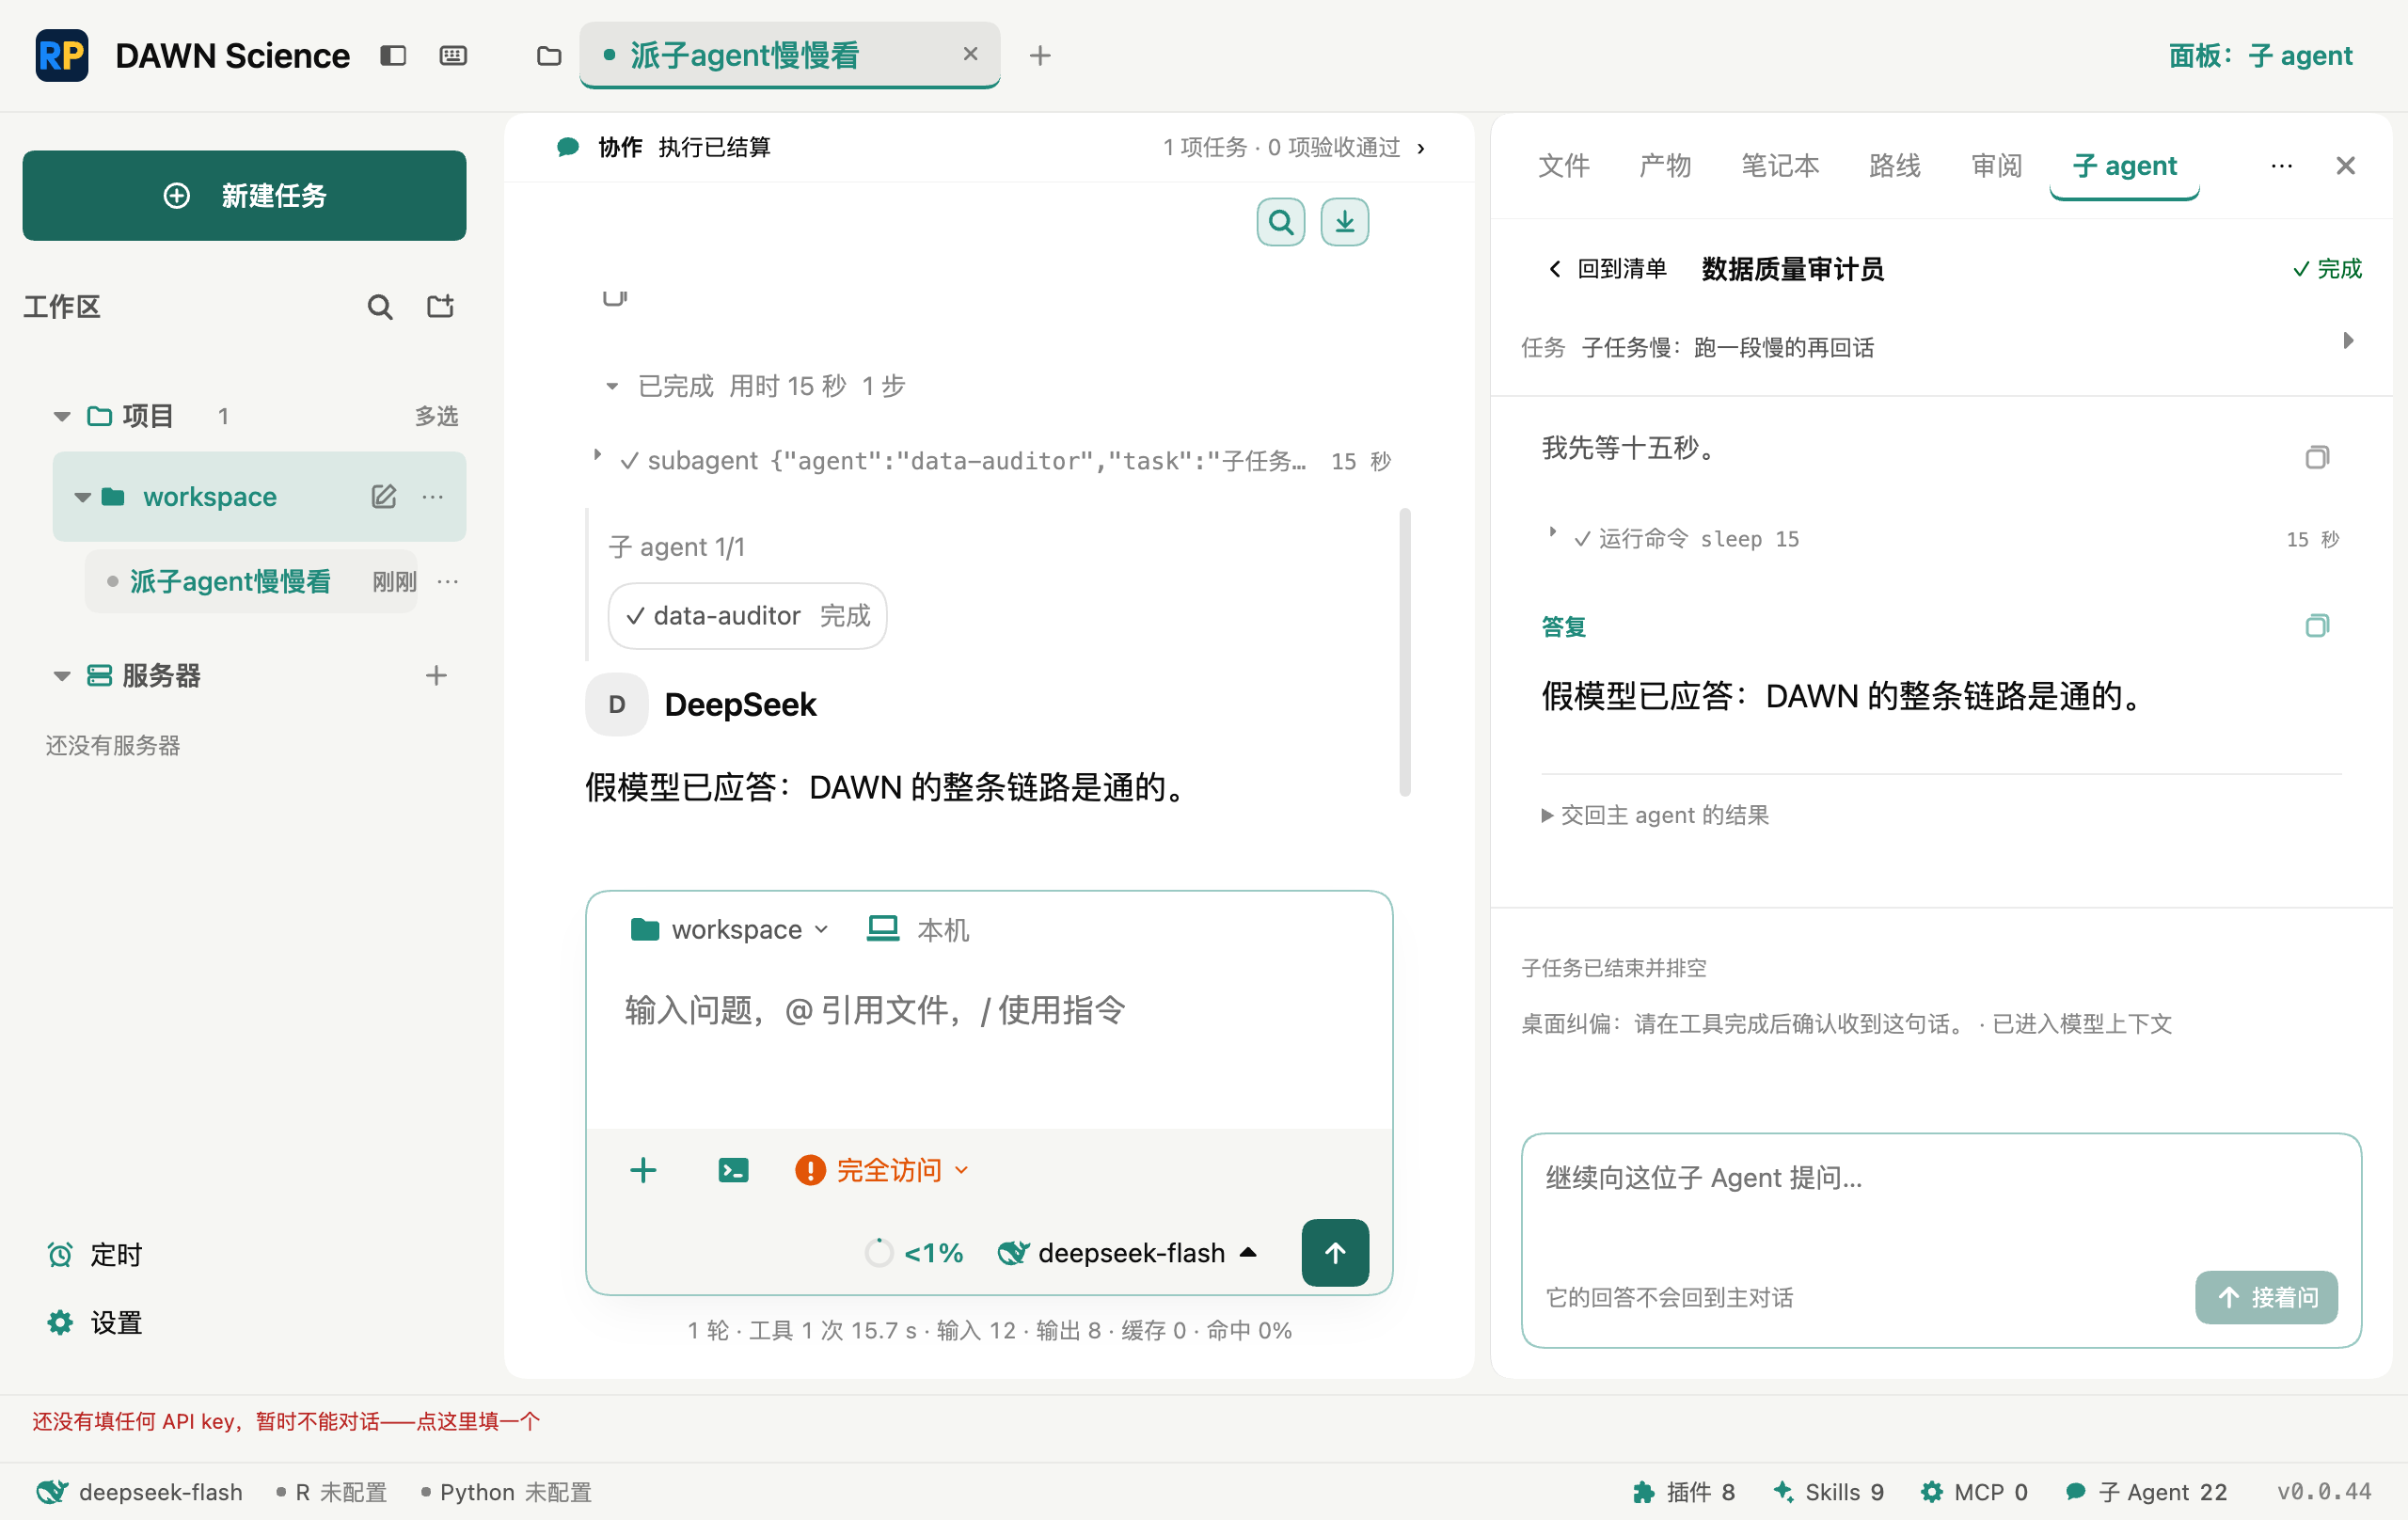 RP DAWN Science
派子agent慢慢看
面板：子 agent
新建任务
工作区
项目 1 多选
workspace
派子agent慢慢看 刚刚
服务器
还没有服务器
定时
设置
协作 执行已结算 1 项任务 · 0 项验收通过
已完成 用时 15 秒 1 步
subagent {"agent":"data-auditor","task":"子任务… 15 秒
子 agent 1/1
data-auditor 完成
D DeepSeek
假模型已应答：DAWN 的整条链路是通的。
workspace 本机
输入问题，@ 引用文件，/ 使用指令
完全访问
<1% deepseek-flash
1 轮 · 工具 1 次 15.7 s · 输入 12 · 输出 8 · 缓存 0 · 命中 0%
文件 产物 笔记本 路线 审阅 子 agent
回到清单 数据质量审计员 完成
任务 子任务慢：跑一段慢的再回话
我先等十五秒。
运行命令 sleep 15 15 秒
答复
假模型已应答：DAWN 的整条链路是通的。
交回主 agent 的结果
子任务已结束并排空
桌面纠偏：请在工具完成后确认收到这句话。 · 已进入模型上下文
继续向这位子 Agent 提问...
它的回答不会回到主对话 接着问
还没有填任何 API key，暂时不能对话——点这里填一个
deepseek-flash R 未配置 Python 未配置 插件 8 Skills 9 MCP 0 子 Agent 22 v0.0.44